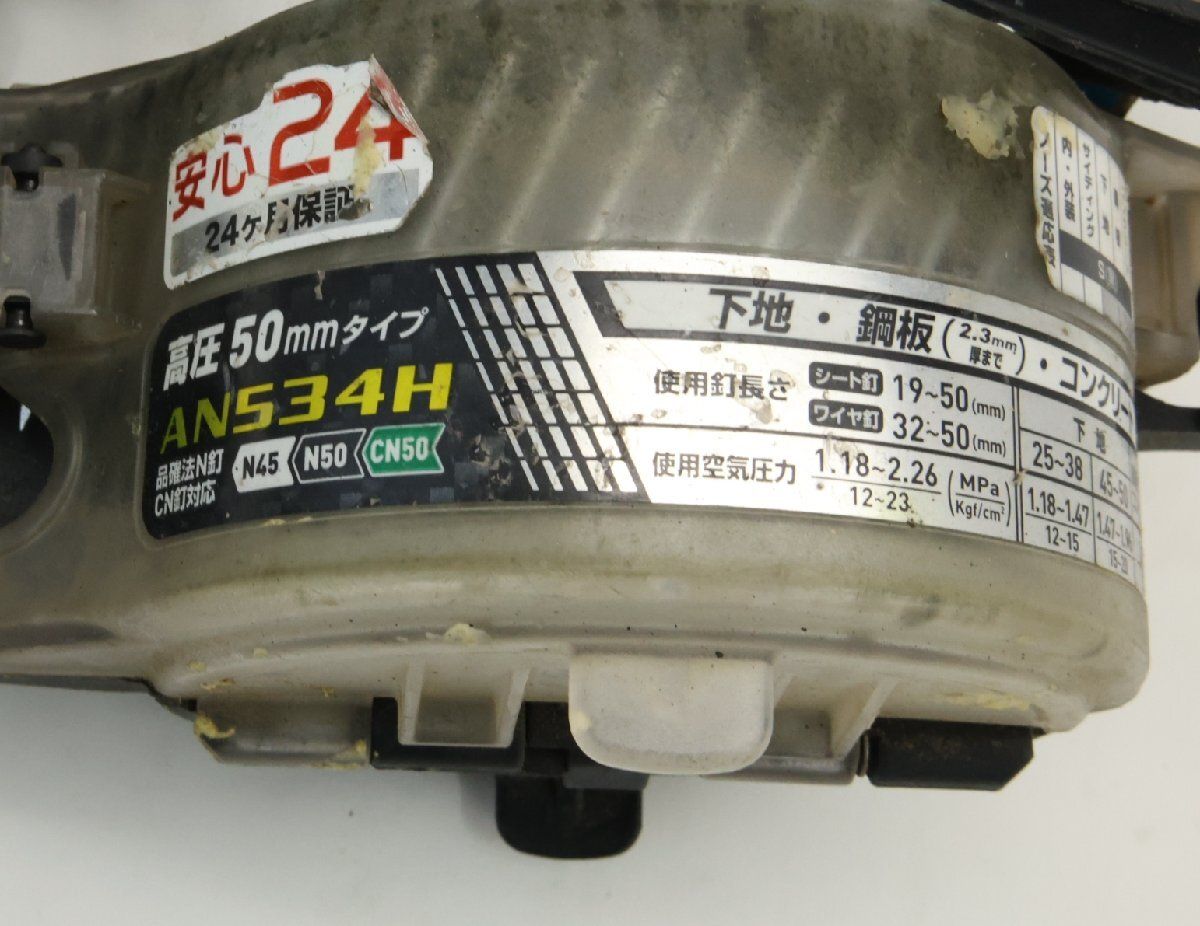 安心24
24ヶ月保証
高圧50mmタイプ
AN534H
品確法N釘
CN釘対応
N45 N50 CN50
下地・鋼板(2.3mm厚まで)・コンクリー
使用釘長さ
シート釘 19~50(mm)
ワイヤ釘 32~50(mm)
使用空気圧力 1.18~2.26 (MPa
12~23 Kgf/cm²)
下地
25~38
1.18~1.47
12~15
サイディング
内・外装
ノーズ適応表